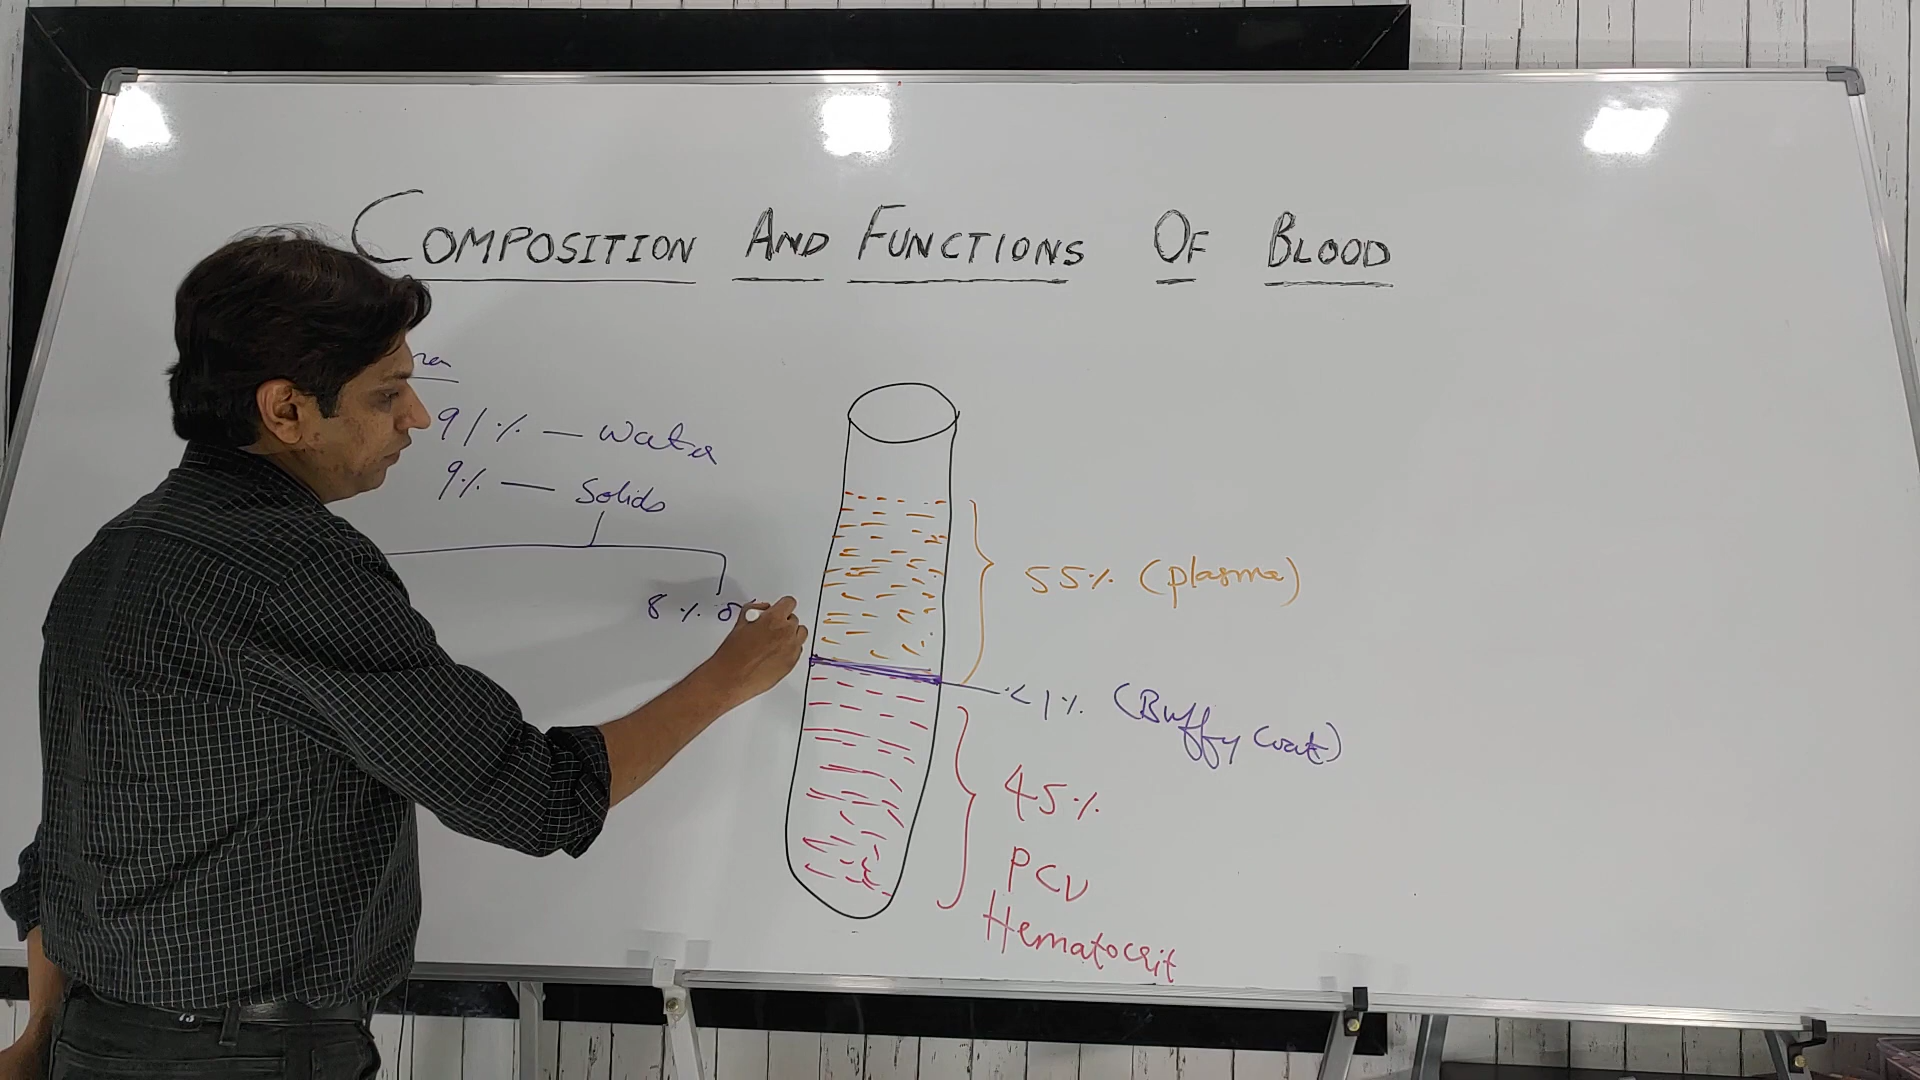 COMPOSITION AND FUNCTIONS OF BLOOD
91% — Water
9% — Solids
8%
55% (plasma)
<1% (Buffy Coat)
45%
PCV
Hematocrit